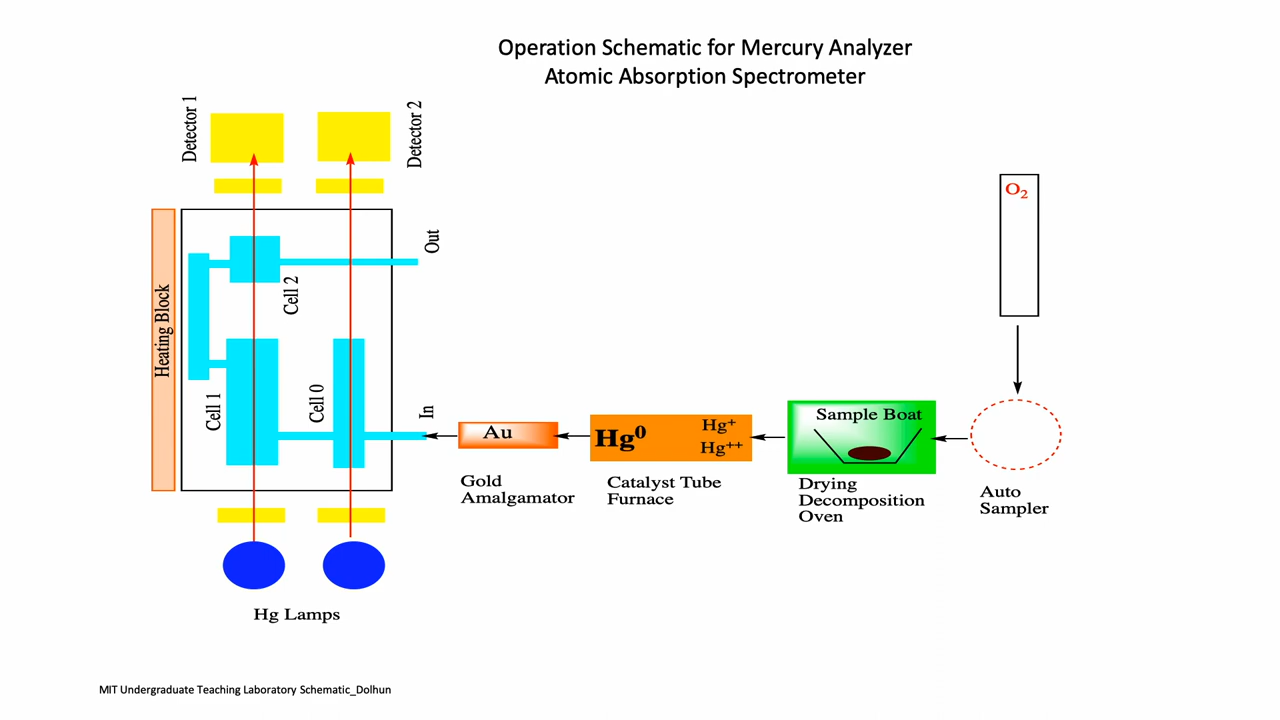 Operation Schematic for Mercury Analyzer
Atomic Absorption Spectrometer
Detector 1
Detector 2
O₂
Out
Heating Block
Cell 2
Cell 1
Cell 0
In
Au
Hg⁰
Hg⁺
Hg⁺⁺
Sample Boat
Gold
Amalgamator
Catalyst Tube
Furnace
Drying
Decomposition
Oven
Auto
Sampler
Hg Lamps
MIT Undergraduate Teaching Laboratory Schematic_Dolhun